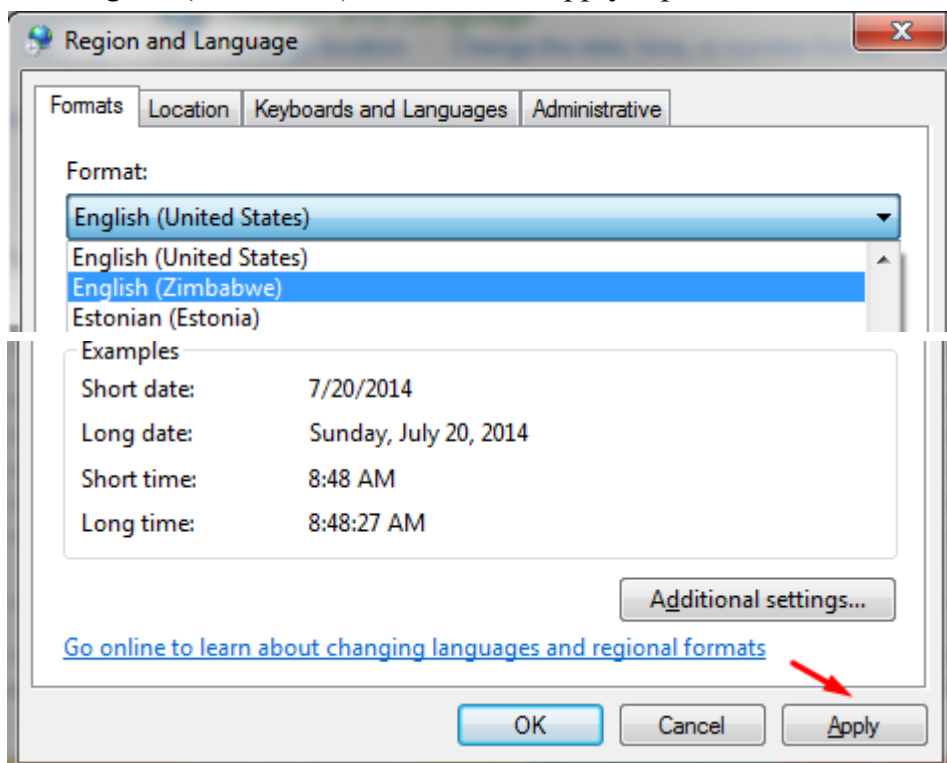 Region and Language
Formats Location Keyboards and Languages Administrative
Format:
English (United States)
English (United States)
English (Zimbabwe)
Estonian (Estonia)
Examples
Short date: 7/20/2014
Long date: Sunday, July 20, 2014
Short time: 8:48 AM
Long time: 8:48:27 AM
Additional settings...
Go online to learn about changing languages and regional formats
OK Cancel Apply